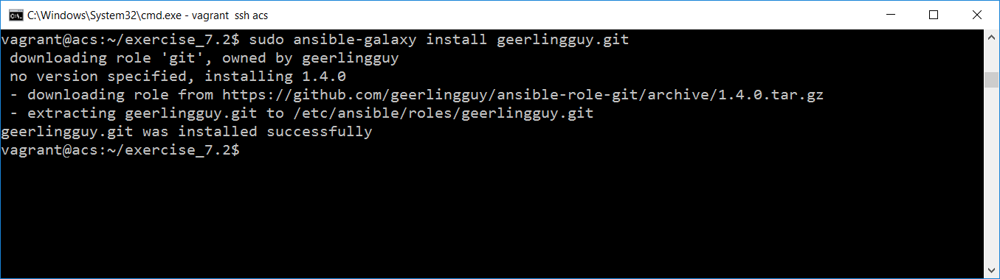 C:\Windows\System32\cmd.exe - vagrant  ssh acs
vagrant@acs:~/exercise_7.2$ sudo ansible-galaxy install geerlingguy.git
 downloading role 'git', owned by geerlingguy
 no version specified, installing 1.4.0
 - downloading role from https://github.com/geerlingguy/ansible-role-git/archive/1.4.0.tar.gz
 - extracting geerlingguy.git to /etc/ansible/roles/geerlingguy.git
geerlingguy.git was installed successfully
vagrant@acs:~/exercise_7.2$